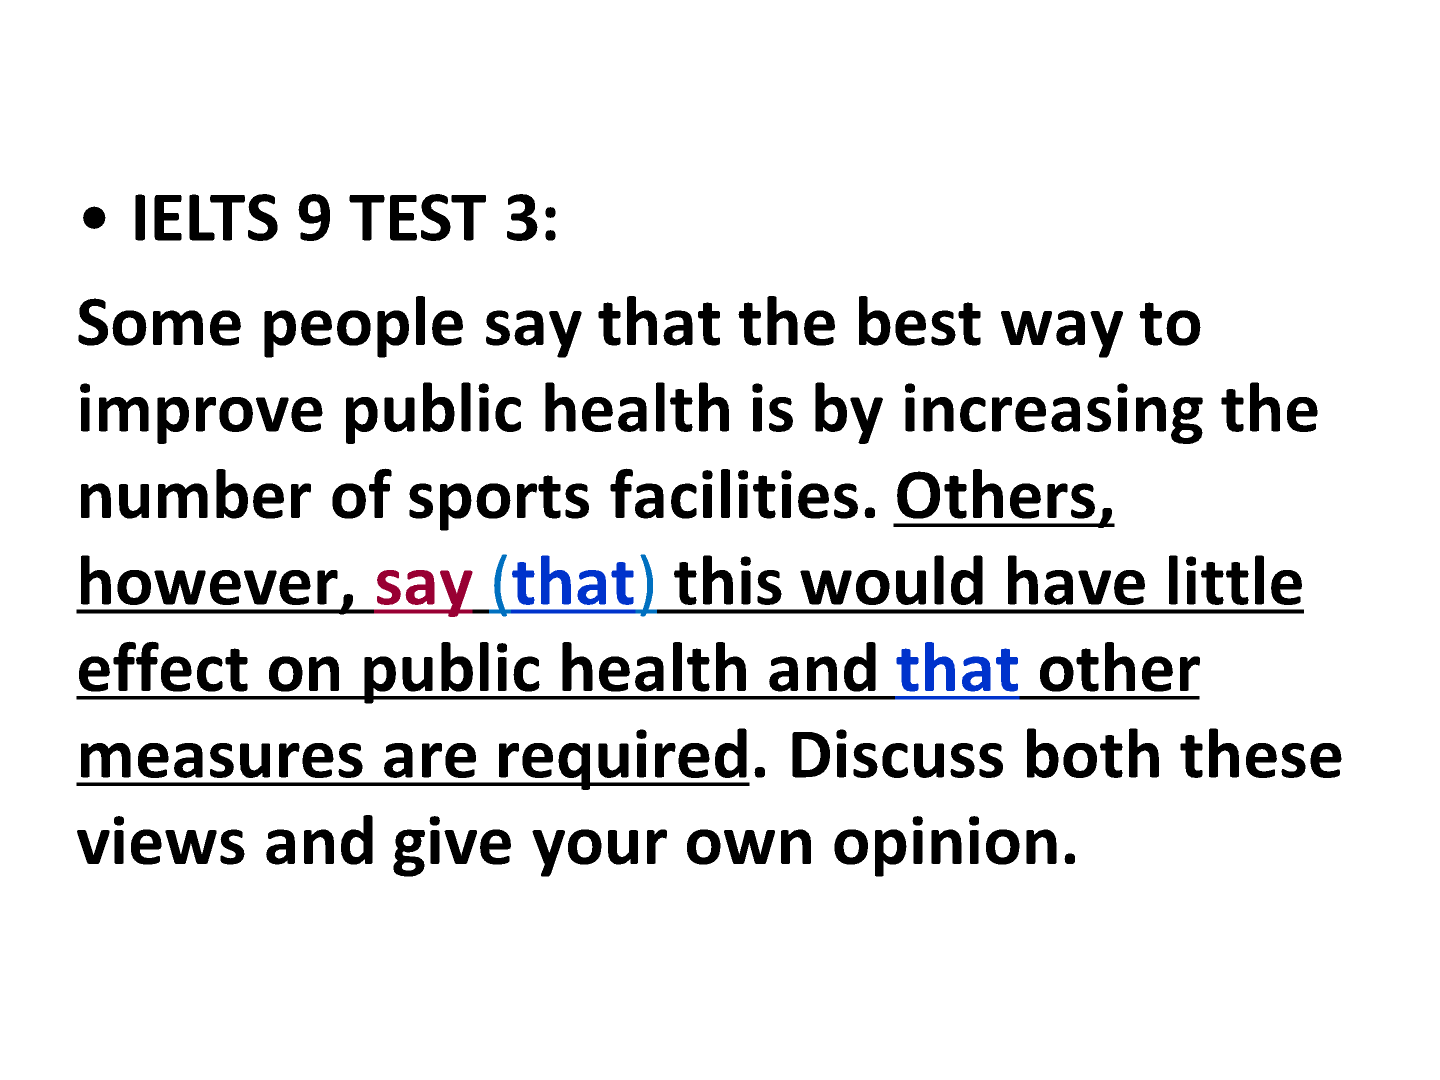 • IELTS 9 TEST 3:
Some people say that the best way to
improve public health is by increasing the
number of sports facilities. Others,
however, say (that) this would have little
effect on public health and that other
measures are required. Discuss both these
views and give your own opinion.